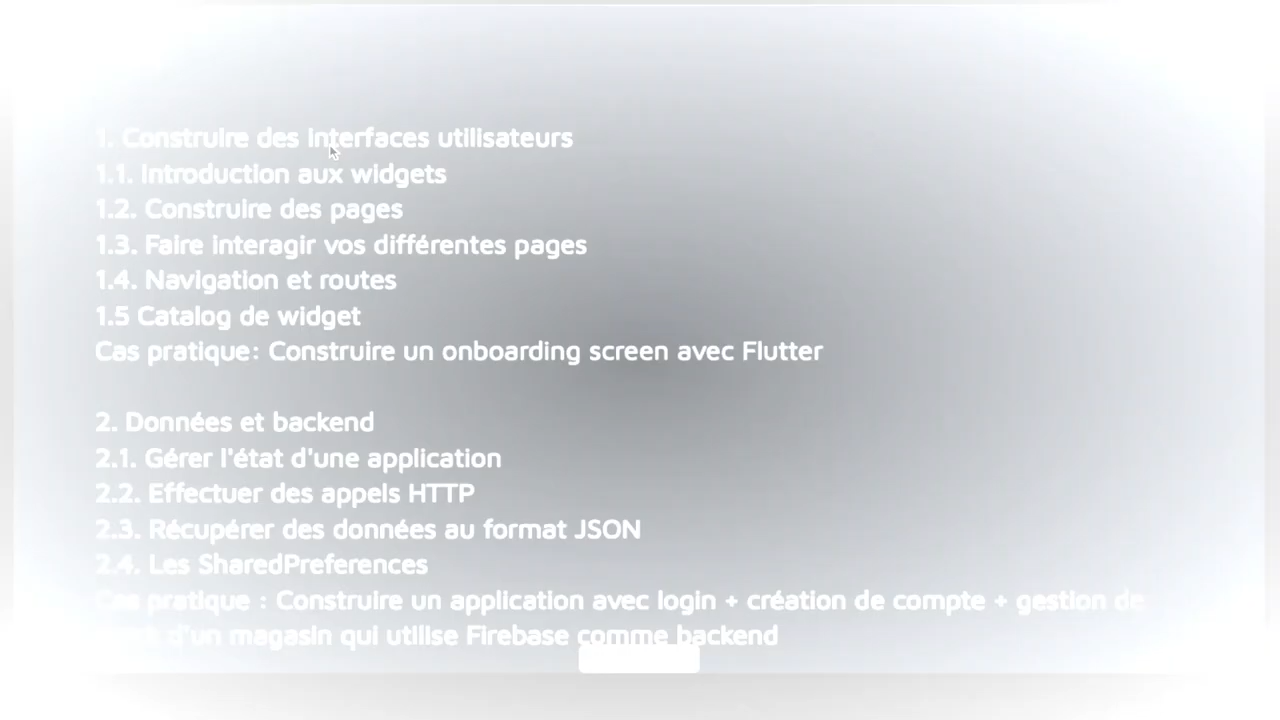 1. Construire des interfaces utilisateurs
1.1. Introduction aux widgets
1.2. Construire des pages
1.3. Faire interagir vos différentes pages
1.4. Navigation et routes
1.5 Catalog de widget
Cas pratique: Construire un onboarding screen avec Flutter
2. Données et backend
2.1. Gérer l'état d'une application
2.2. Effectuer des appels HTTP
2.3. Récupérer des données au format JSON
2.4. Les SharedPreferences
Cas pratique : Construire un application avec login + création de compte + gestion de
d'un magasin qui utilise Firebase comme backend